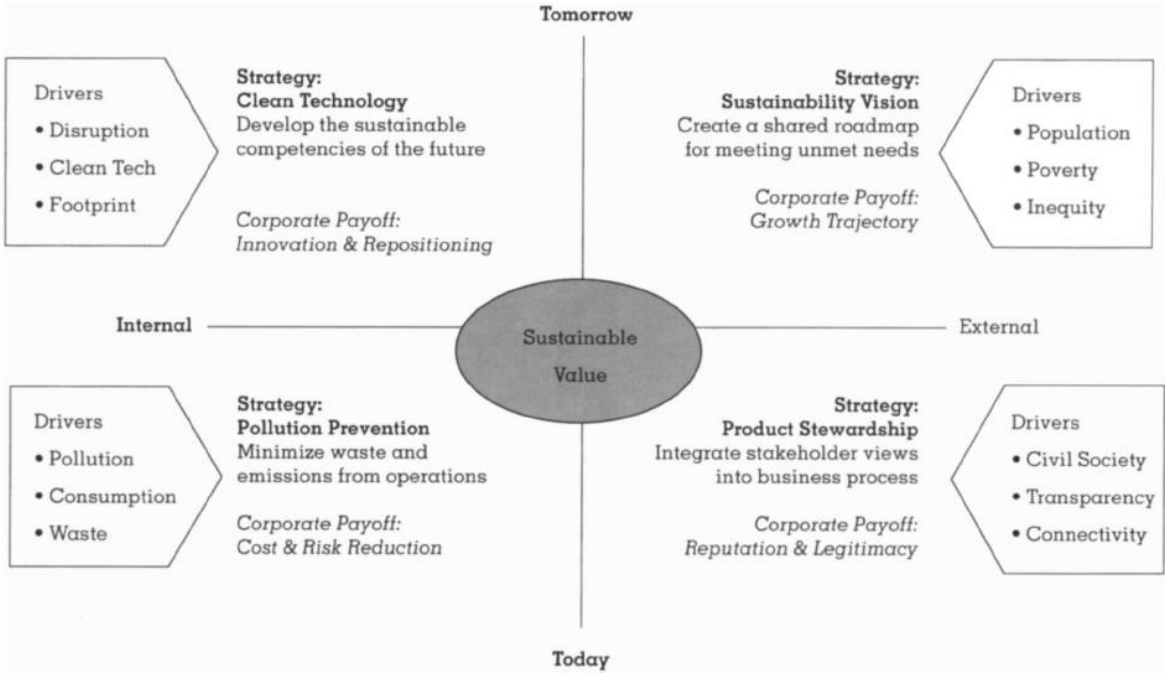 Tomorrow
Drivers
• Disruption
• Clean Tech
• Footprint
Strategy:
Clean Technology
Develop the sustainable
competencies of the future
Corporate Payoff:
Innovation & Repositioning
Strategy:
Sustainability Vision
Create a shared roadmap
for meeting unmet needs
Corporate Payoff:
Growth Trajectory
Drivers
• Population
• Poverty
• Inequity
Internal
Sustainable
Value
External
Drivers
• Pollution
• Consumption
• Waste
Strategy:
Pollution Prevention
Minimize waste and
emissions from operations
Corporate Payoff:
Cost & Risk Reduction
Strategy:
Product Stewardship
Integrate stakeholder views
into business process
Corporate Payoff:
Reputation & Legitimacy
Drivers
• Civil Society
• Transparency
• Connectivity
Today